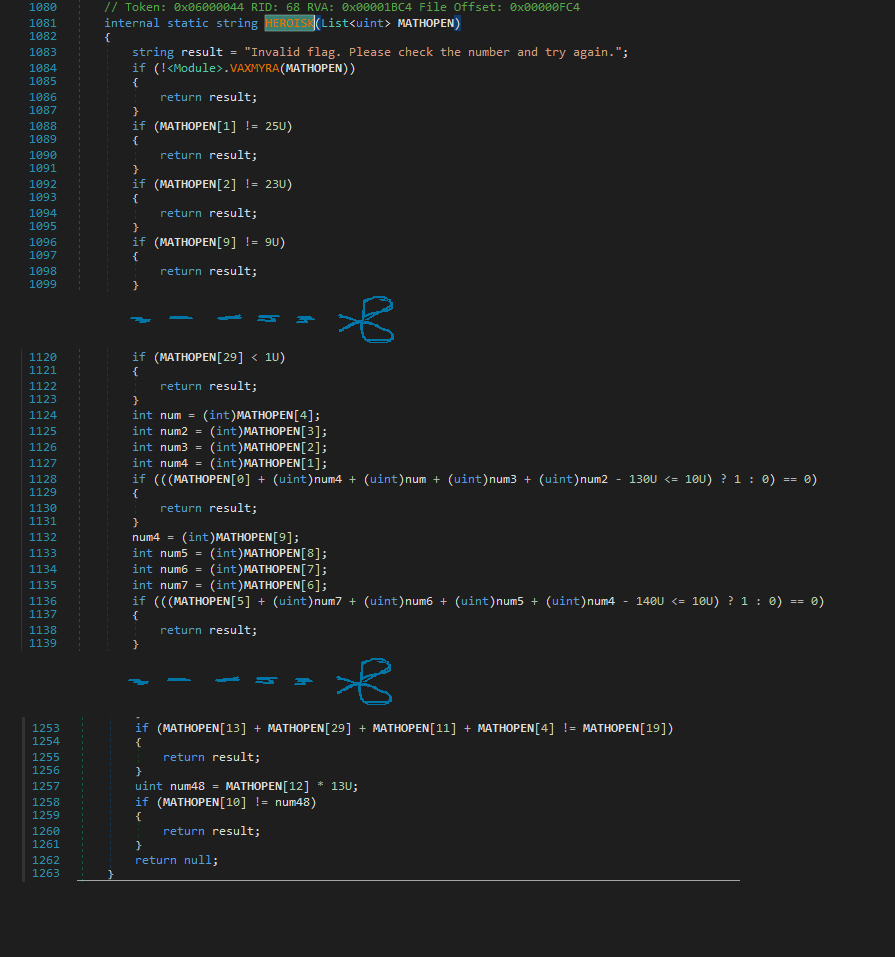 1080 // Token: 0x06000044 RID: 68 RVA: 0x00001BC4 File Offset: 0x00000FC4
1081 internal static string HEROISK(List<uint> MATHOPEN)
1082 {
1083 string result = "Invalid flag. Please check the number and try again.";
1084 if (!<Module>.VAXMYRA(MATHOPEN))
1085 {
1086 return result;
1087 }
1088 if (MATHOPEN[1] != 25U)
1089 {
1090 return result;
1091 }
1092 if (MATHOPEN[2] != 23U)
1093 {
1094 return result;
1095 }
1096 if (MATHOPEN[9] != 9U)
1097 {
1098 return result;
1099 }
1120 if (MATHOPEN[29] < 1U)
1121 {
1122 return result;
1123 }
1124 int num = (int)MATHOPEN[4];
1125 int num2 = (int)MATHOPEN[3];
1126 int num3 = (int)MATHOPEN[2];
1127 int num4 = (int)MATHOPEN[1];
1128 if (((MATHOPEN[0] + (uint)num4 + (uint)num + (uint)num3 + (uint)num2 - 130U <= 10U) ? 1 : 0) == 0)
1129 {
1130 return result;
1131 }
1132 num4 = (int)MATHOPEN[9];
1133 int num5 = (int)MATHOPEN[8];
1134 int num6 = (int)MATHOPEN[7];
1135 int num7 = (int)MATHOPEN[6];
1136 if (((MATHOPEN[5] + (uint)num7 + (uint)num6 + (uint)num5 + (uint)num4 - 140U <= 10U) ? 1 : 0) == 0)
1137 {
1138 return result;
1139 }
1253 if (MATHOPEN[13] + MATHOPEN[29] + MATHOPEN[11] + MATHOPEN[4] != MATHOPEN[19])
1254 {
1255 return result;
1256 }
1257 uint num48 = MATHOPEN[12] * 13U;
1258 if (MATHOPEN[10] != num48)
1259 {
1260 return result;
1261 }
1262 return null;
1263 }